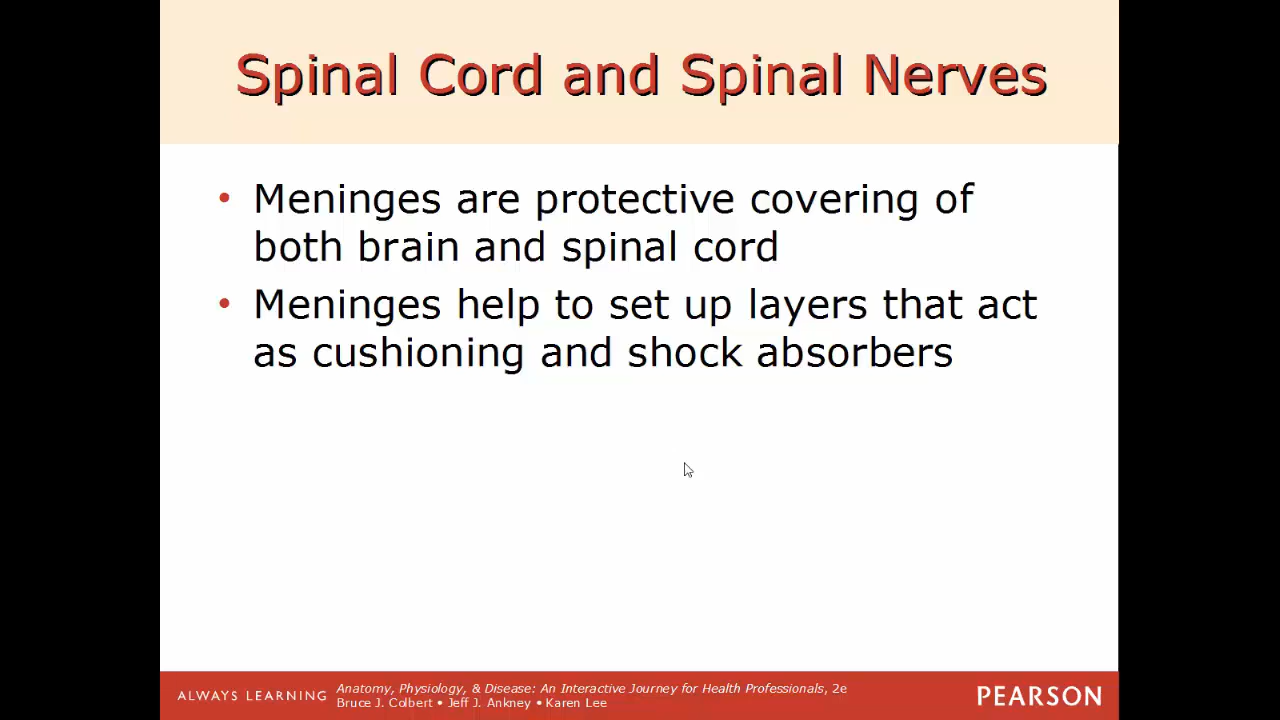 Spinal Cord and Spinal Nerves
• Meninges are protective covering of
both brain and spinal cord
• Meninges help to set up layers that act
as cushioning and shock absorbers
ALWAYS LEARNING
Anatomy, Physiology, & Disease: An Interactive Journey for Health Professionals, 2e
Bruce J. Colbert • Jeff J. Ankney • Karen Lee
PEARSON